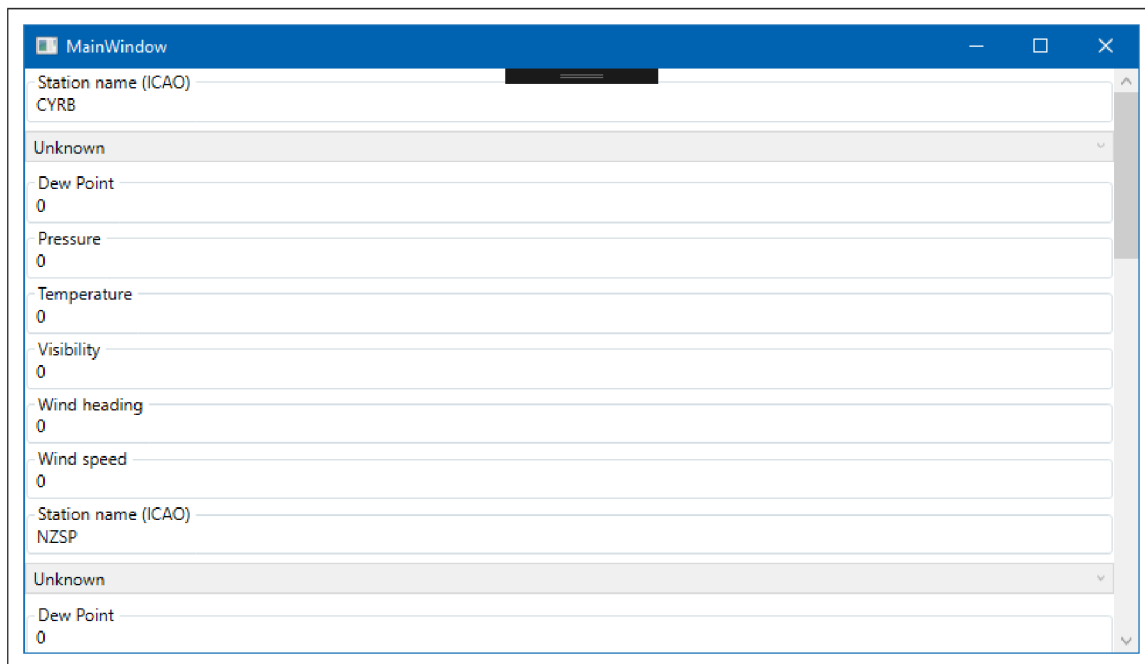 MainWindow
Station name (ICAO)
CYRB
Unknown
Dew Point
0
Pressure
0
Temperature
0
Visibility
0
Wind heading
0
Wind speed
0
Station name (ICAO)
NZSP
Unknown
Dew Point
0